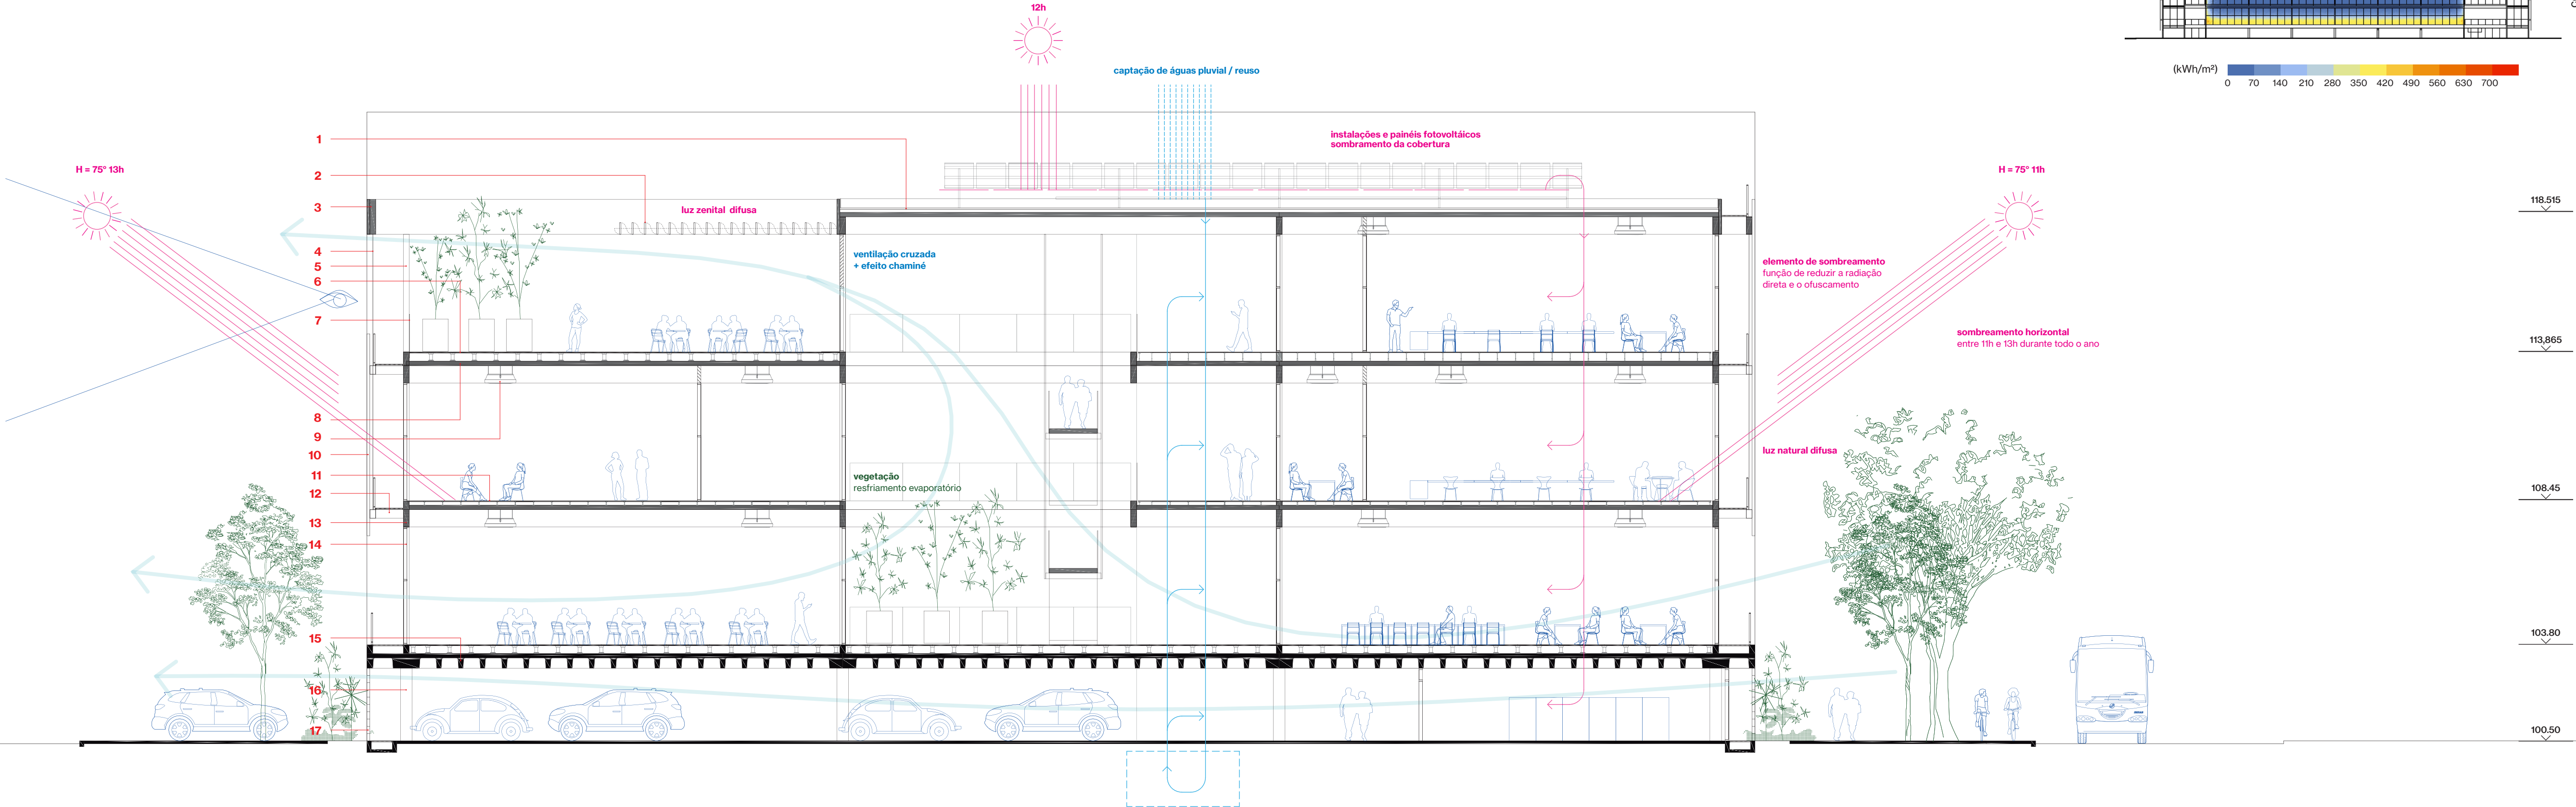 12h
captação de águas pluvial / reuso
(kWh/m²)
0 70 140 210 280 350 420 490 560 630 700
instalações e painéis fotovoltáicos
sombramento da cobertura
H = 75° 13h
H = 75° 11h
luz zenital difusa
ventilação cruzada
+ efeito chaminé
elemento de sombreamento
função de reduzir a radiação
direta e o ofuscamento
sombreamento horizontal
entre 11h e 13h durante todo o ano
luz natural difusa
vegetação
resfriamento evaporatório
1
2
3
4
5
6
7
8
9
10
11
12
13
14
15
16
17
118.515
113,865
108.45
103.80
100.50